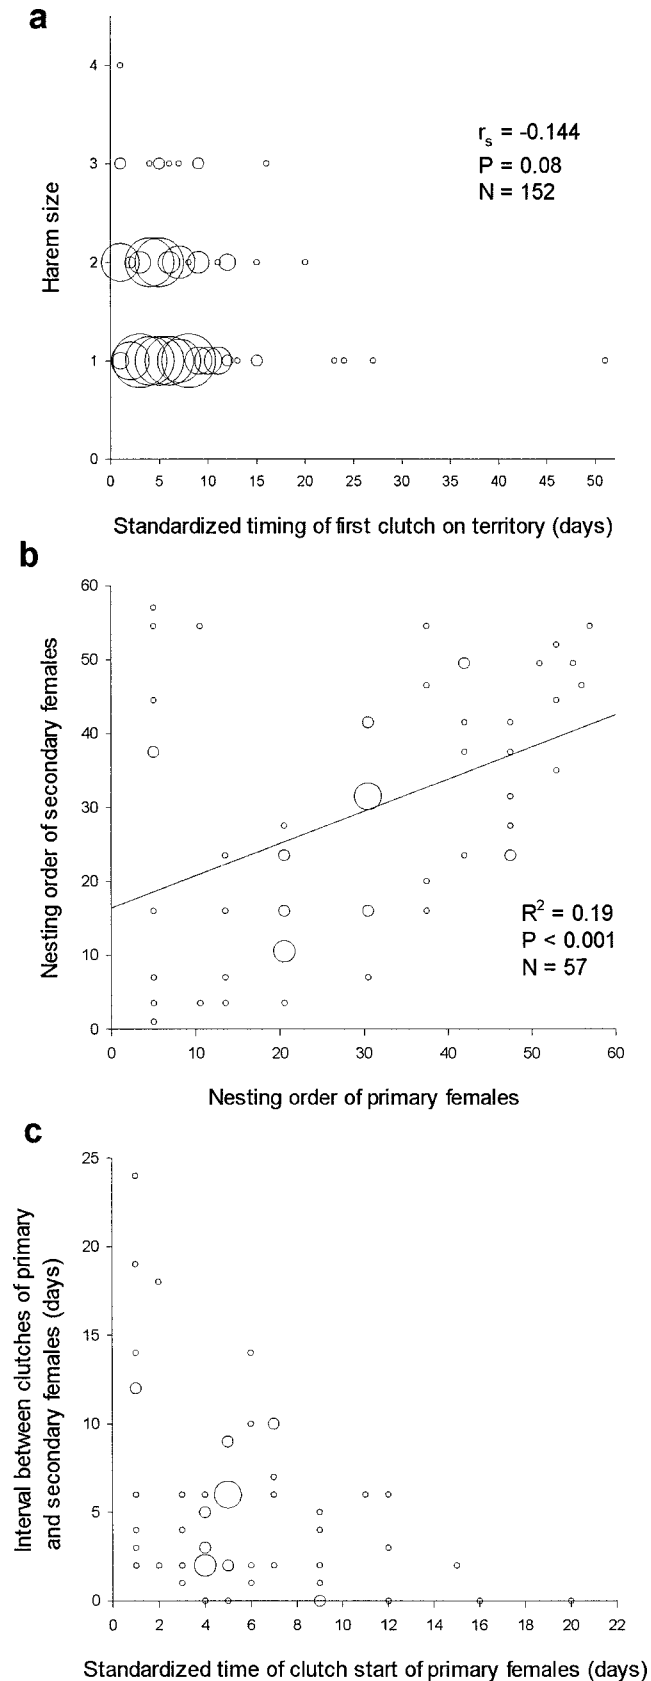 a
4
3
2
1
0
Harem size
r_s = -0.144
P = 0.08
N = 152
0 5 10 15 20 25 30 35 40 45 50
Standardized timing of first clutch on territory (days)
b
60
50
40
30
20
10
0
Nesting order of secondary females
R² = 0.19
P < 0.001
N = 57
0 10 20 30 40 50 60
Nesting order of primary females
c
25
20
15
10
5
0
Interval between clutches of primary
and secondary females (days)
0 2 4 6 8 10 12 14 16 18 20 22
Standardized time of clutch start of primary females (days)